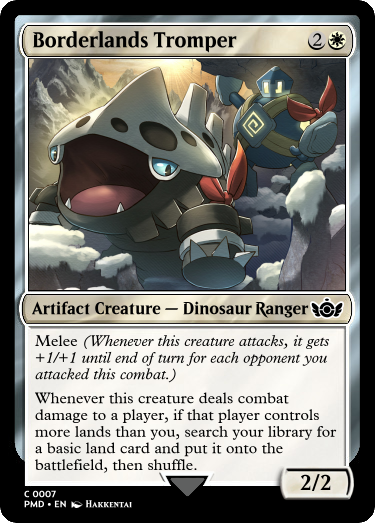 Borderlands Tromper 2
Artifact Creature — Dinosaur Ranger
Melee (Whenever this creature attacks, it gets
+1/+1 until end of turn for each opponent you
attacked this combat.)
Whenever this creature deals combat
damage to a player, if that player controls
more lands than you, search your library for
a basic land card and put it onto the
battlefield, then shuffle.
2/2
C 0007
PMD • EN Hakkentai